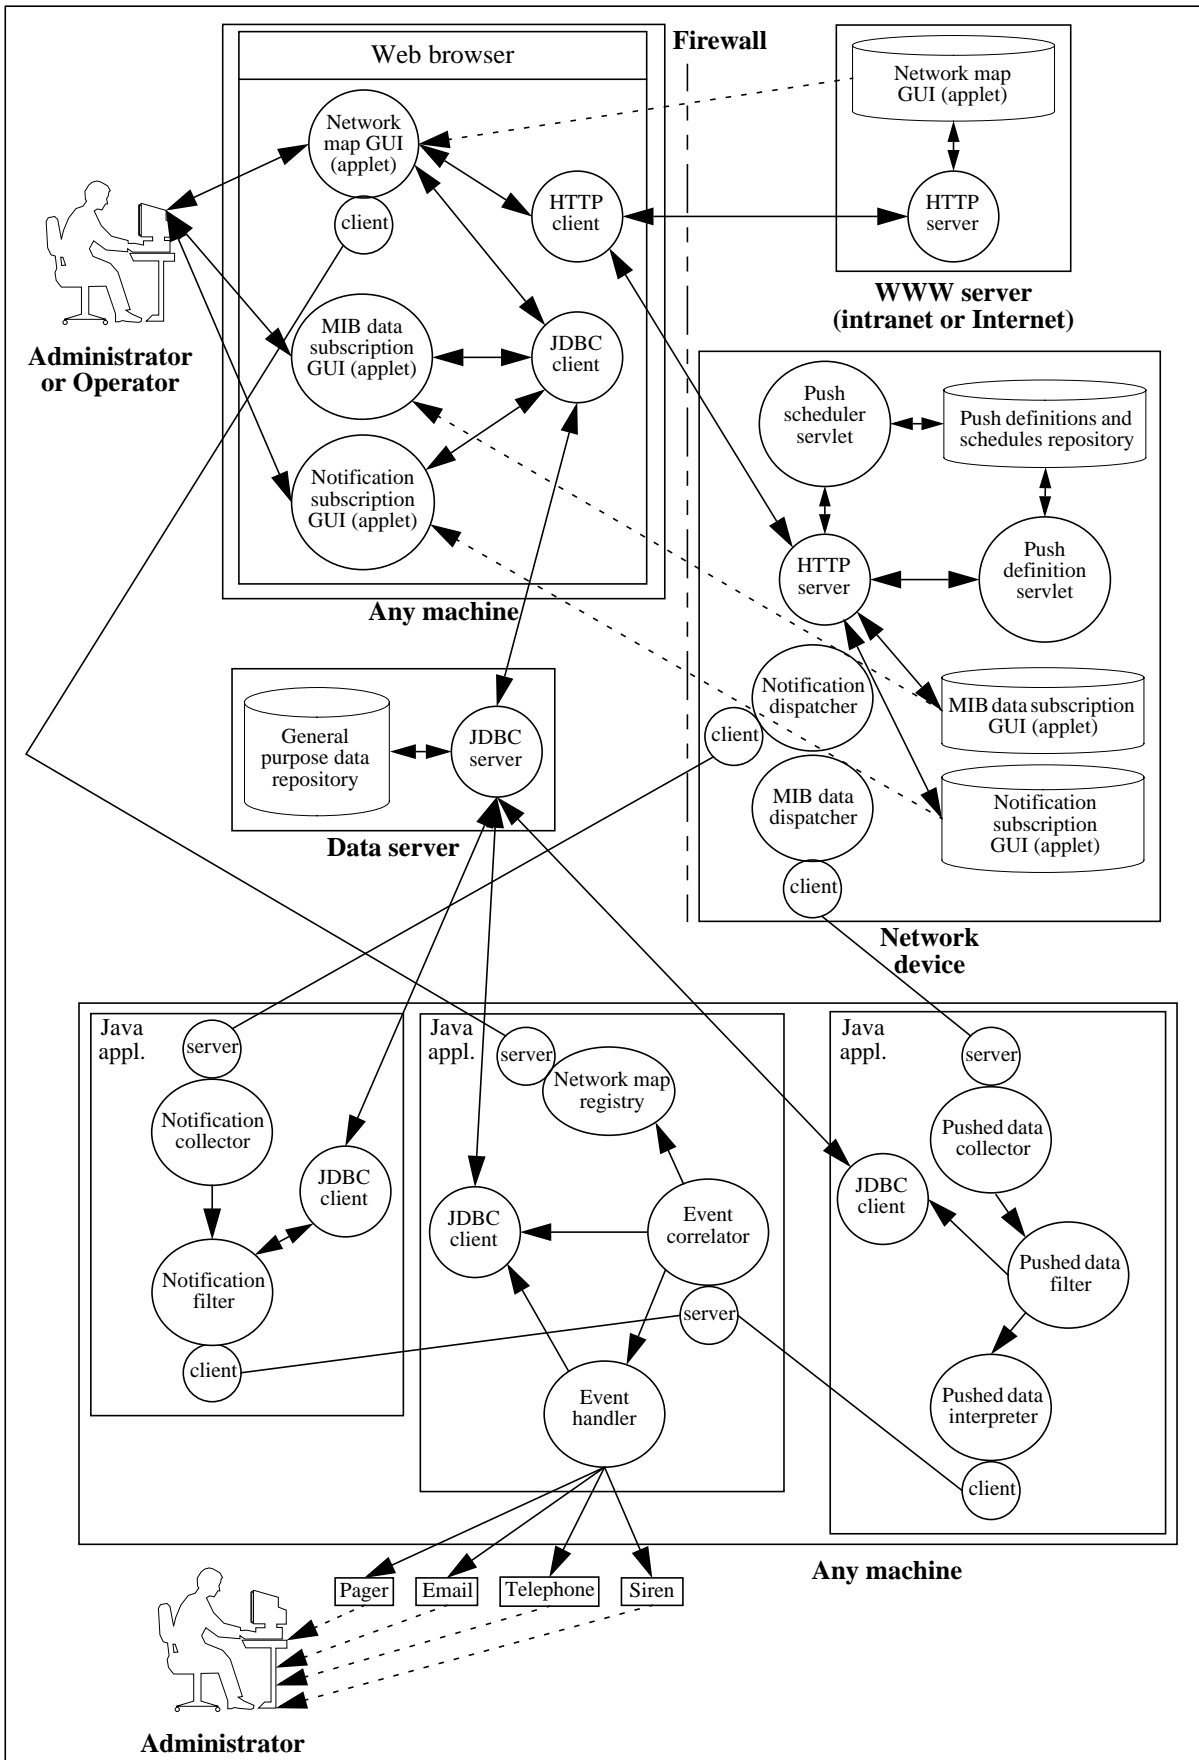 Web browser
Firewall
Network map
GUI (applet)
Network
map GUI
(applet)
client
HTTP
client
HTTP
server
WWW server
(intranet or Internet)
Administrator
or Operator
MIB data
subscription
GUI (applet)
JDBC
client
Notification
subscription
GUI (applet)
Any machine
Push
scheduler
servlet
Push definitions and
schedules repository
HTTP
server
Push
definition
servlet
Notification
dispatcher
client
MIB data subscription
GUI (applet)
MIB data
dispatcher
client
Notification
subscription
GUI (applet)
Network
device
General
purpose data
repository
JDBC
server
Data server
Java
appl.
server
Notification
collector
JDBC
client
Notification
filter
client
Java
appl.
server
Network map
registry
JDBC
client
Event
correlator
server
Event
handler
Java
appl.
server
Pushed data
collector
JDBC
client
Pushed data
filter
Pushed data
interpreter
client
Any machine
Pager
Email
Telephone
Siren
Administrator